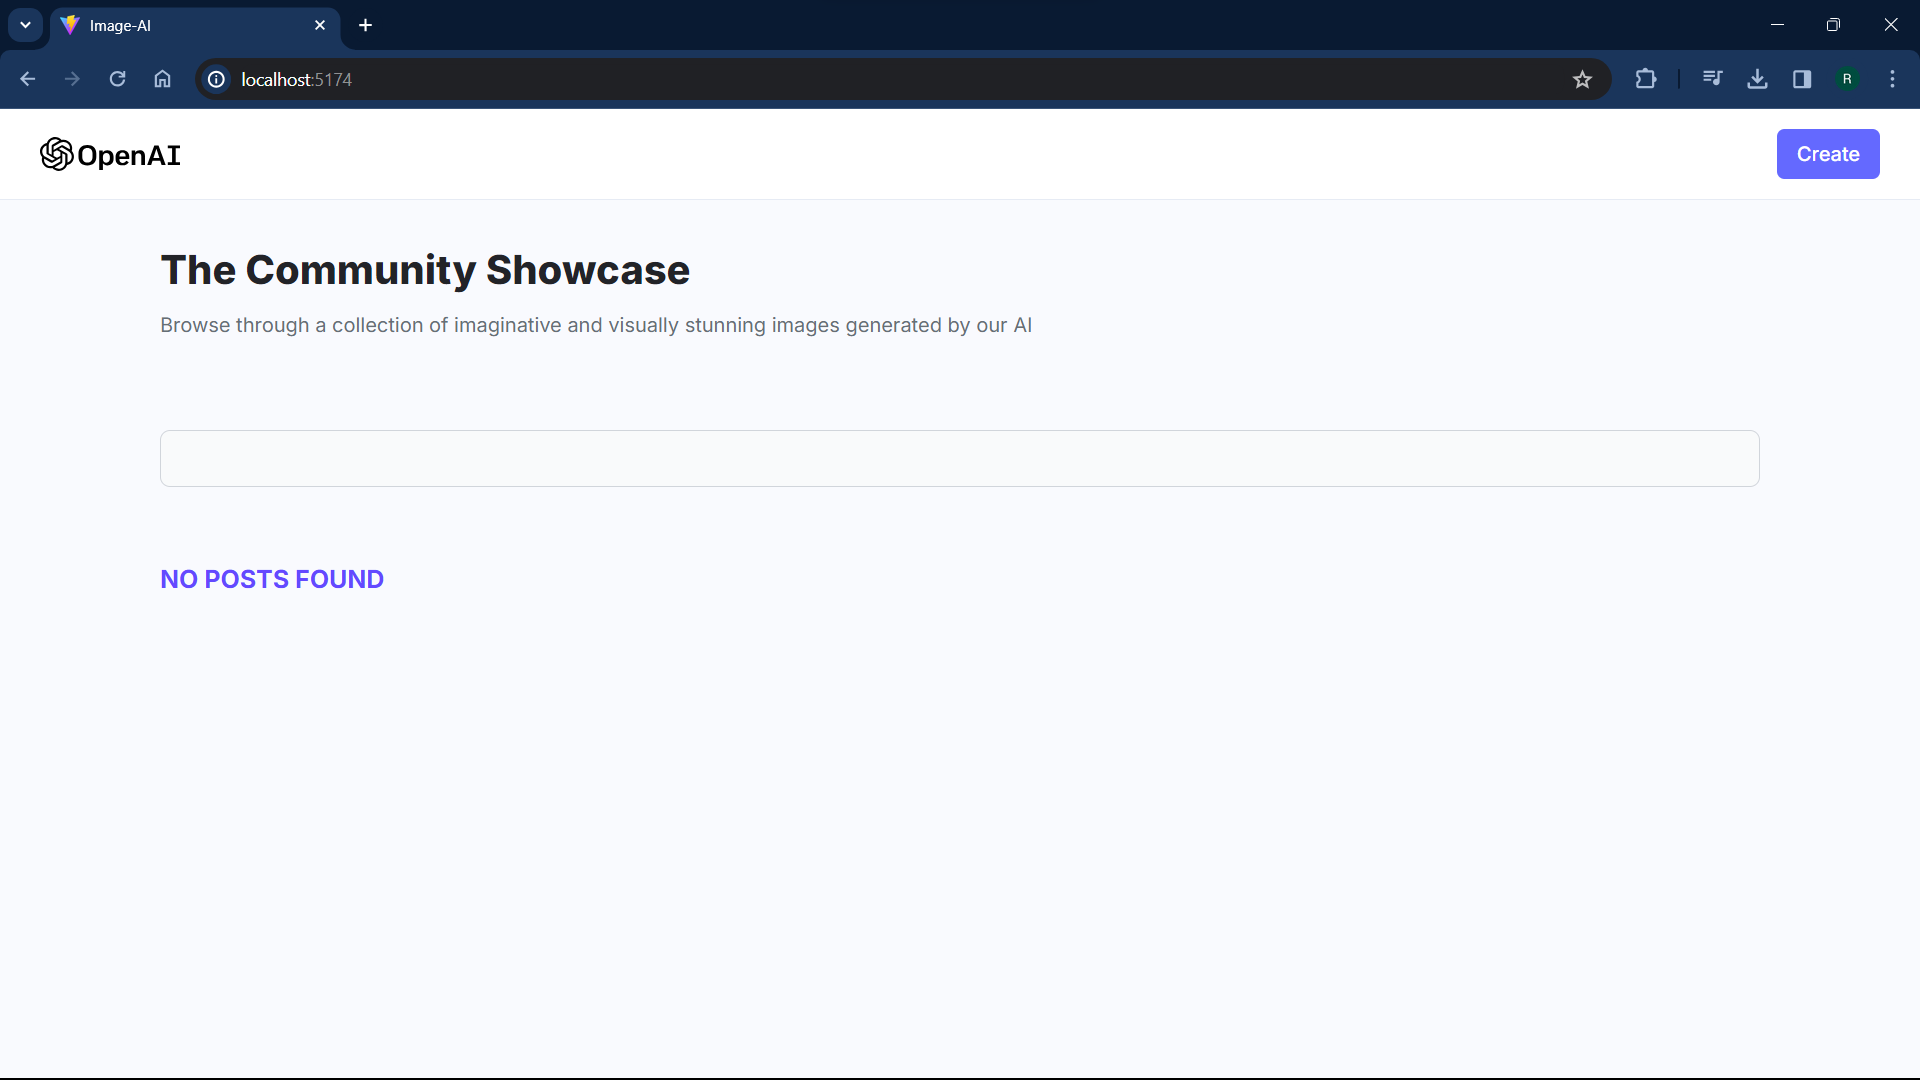 Image-AI
localhost:5174
R
OpenAI
Create
The Community Showcase
Browse through a collection of imaginative and visually stunning images generated by our AI
NO POSTS FOUND